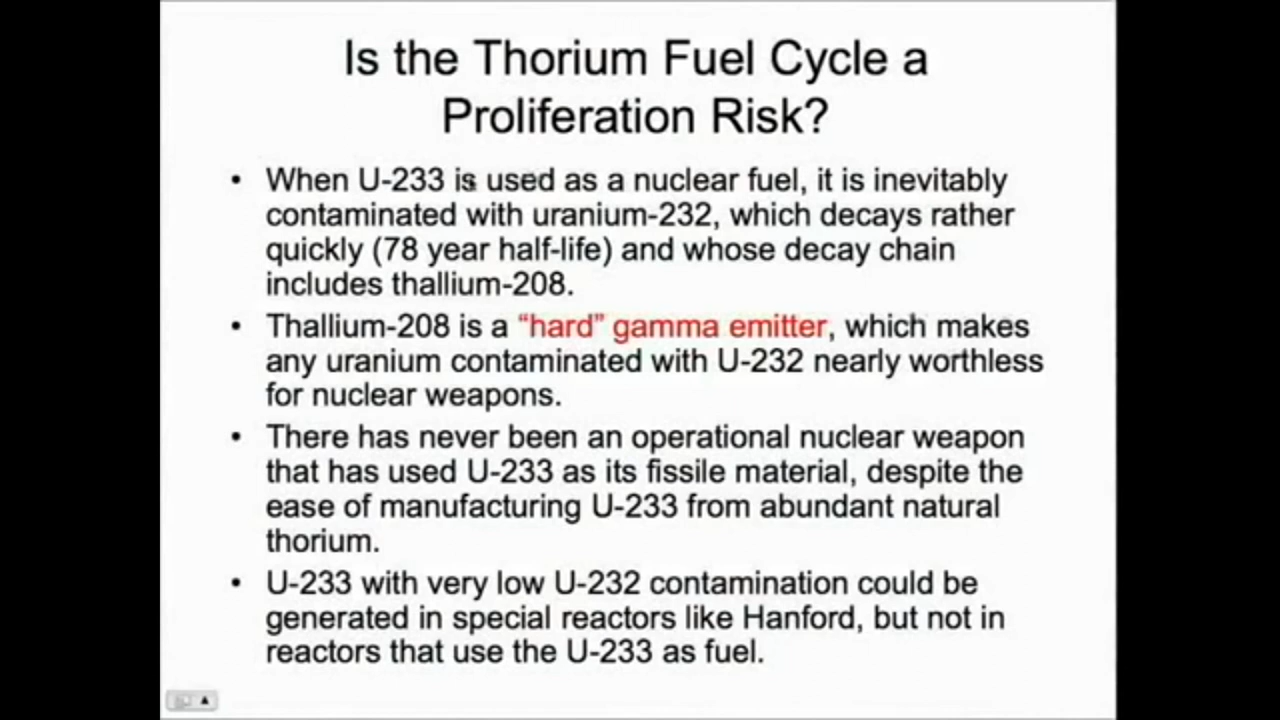 Is the Thorium Fuel Cycle a
Proliferation Risk?
• When U-233 is used as a nuclear fuel, it is inevitably
contaminated with uranium-232, which decays rather
quickly (78 year half-life) and whose decay chain
includes thallium-208.
• Thallium-208 is a “hard” gamma emitter, which makes
any uranium contaminated with U-232 nearly worthless
for nuclear weapons.
• There has never been an operational nuclear weapon
that has used U-233 as its fissile material, despite the
ease of manufacturing U-233 from abundant natural
thorium.
• U-233 with very low U-232 contamination could be
generated in special reactors like Hanford, but not in
reactors that use the U-233 as fuel.